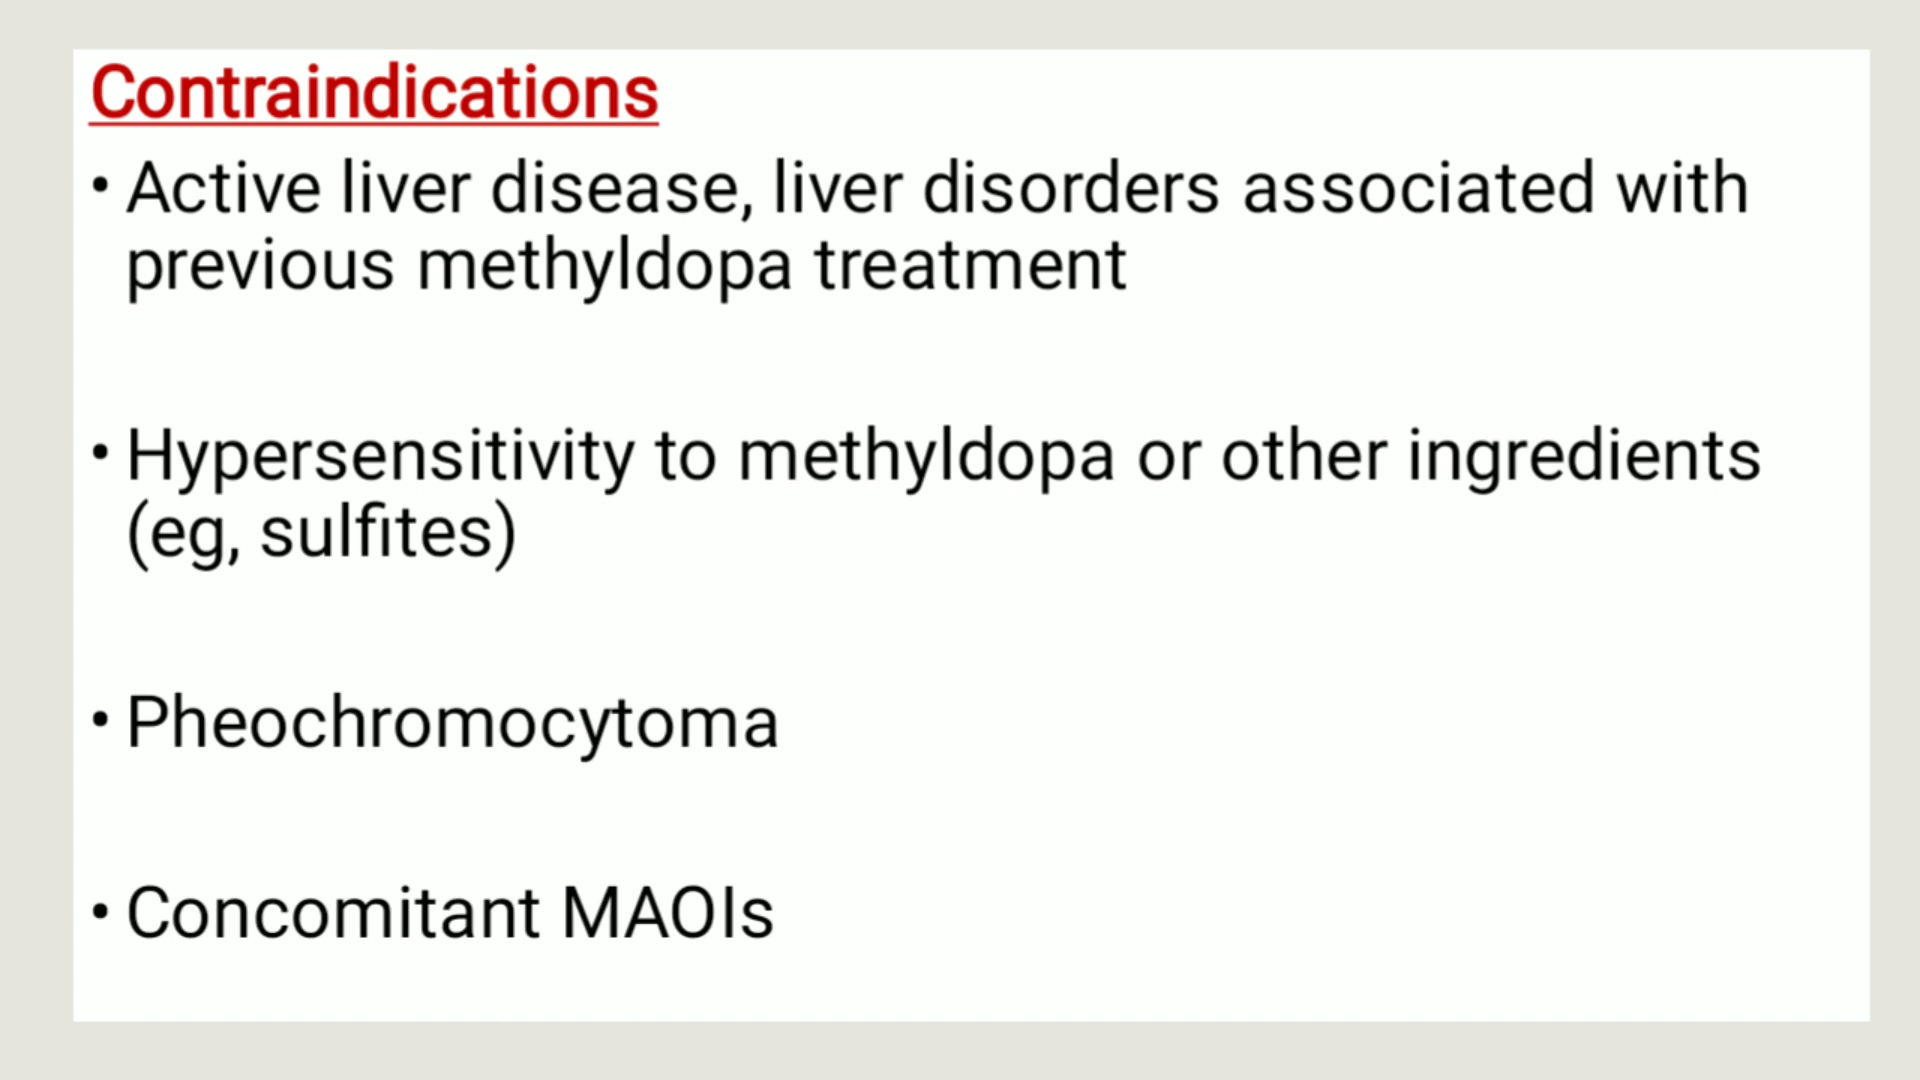 Contraindications
• Active liver disease, liver disorders associated with
previous methyldopa treatment
• Hypersensitivity to methyldopa or other ingredients
(eg, sulfites)
• Pheochromocytoma
• Concomitant MAOIs